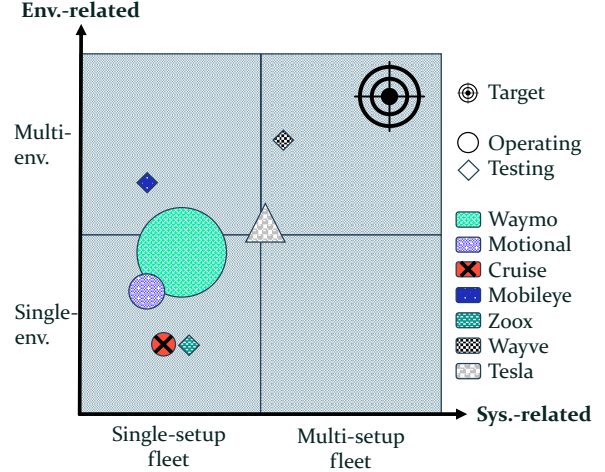 Env.-related
Multi-
env.
Single-
env.
Single-setup
fleet
Multi-setup
fleet
Sys.-related
Target
Operating
Testing
Waymo
Motional
Cruise
Mobileye
Zoox
Wayve
Tesla